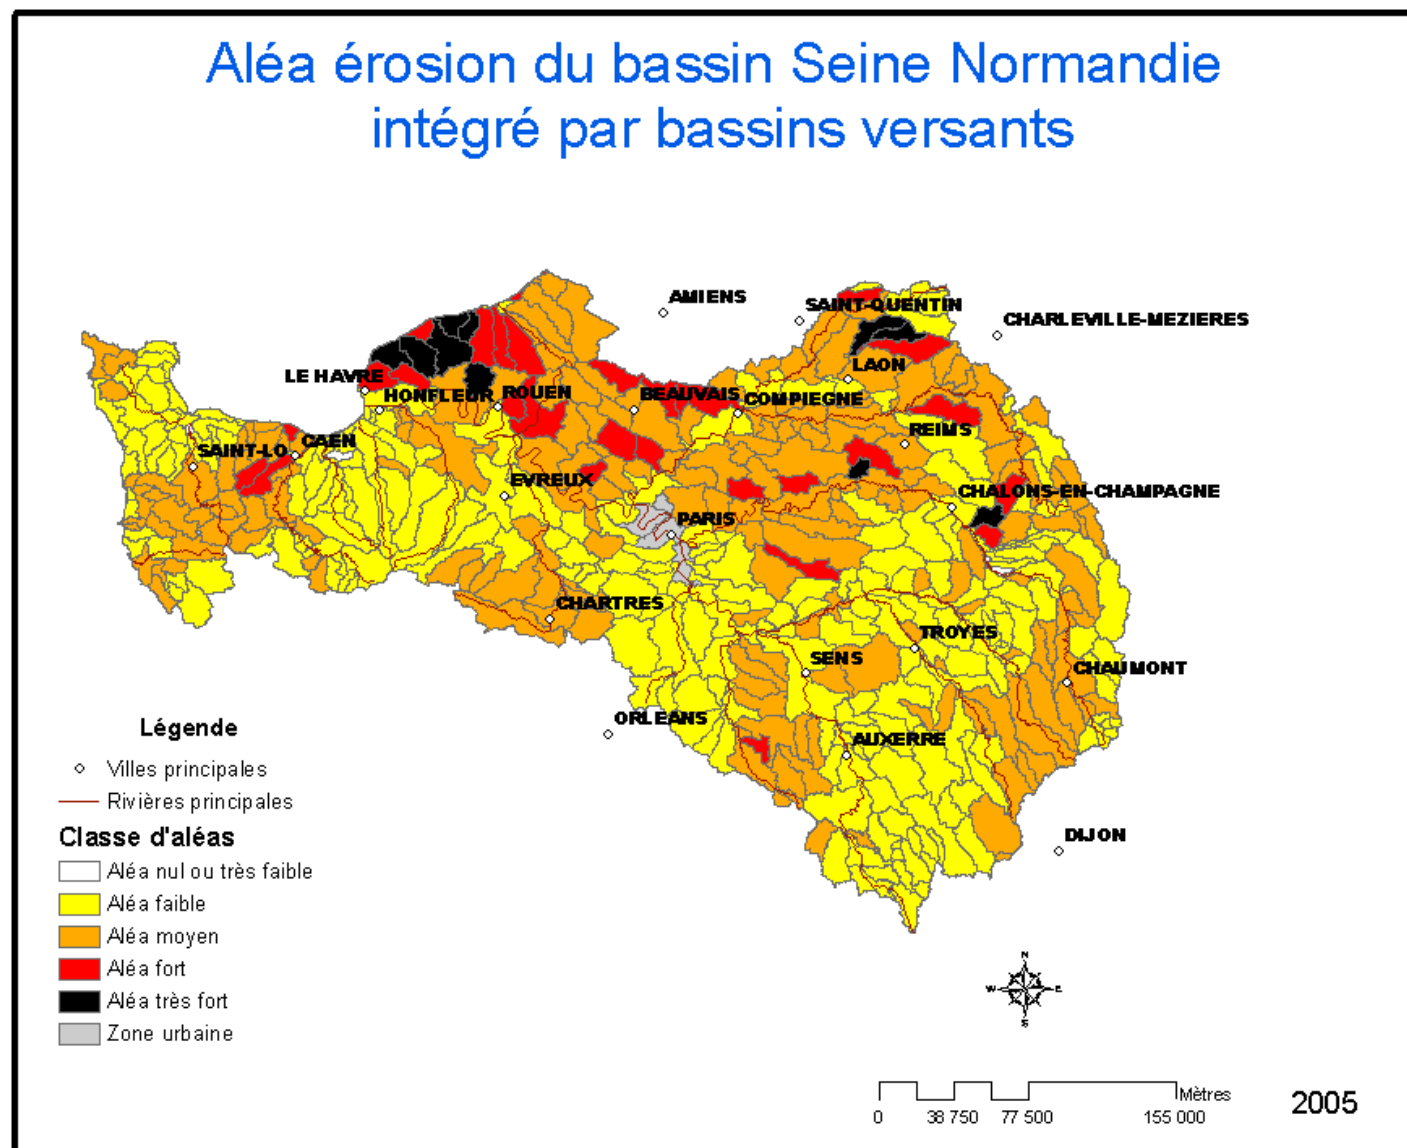 Aléa érosion du bassin Seine Normandie
intégré par bassins versants
AMIENS
SAINT-QUENTIN
CHARLEVILLE-MEZIERES
LE HAVRE
HONFLEUR
ROUEN
BEAUVAIS
COMPIEGNE
LAON
SAINT-LO
CAEN
REIMS
EVREUX
CHALONS-EN-CHAMPAGNE
PARIS
CHARTRES
TROYES
SENS
CHAUMONT
ORLEANS
AUXERRE
DIJON
Légende
Villes principales
Rivières principales
Classe d'aléas
Aléa nul ou très faible
Aléa faible
Aléa moyen
Aléa fort
Aléa très fort
Zone urbaine
N
W E
S
Mètres
0 38 750 77 500 155 000
2005